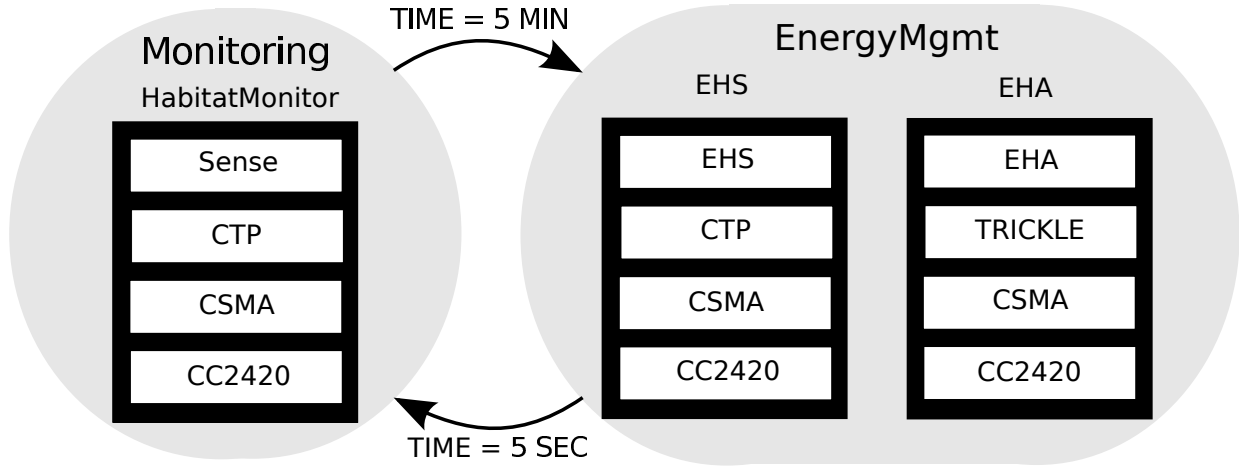 TIME = 5 MIN
Monitoring
HabitatMonitor
Sense
CTP
CSMA
CC2420
EnergyMgmt
EHS
EHS
CTP
CSMA
CC2420
EHA
EHA
TRICKLE
CSMA
CC2420
TIME = 5 SEC